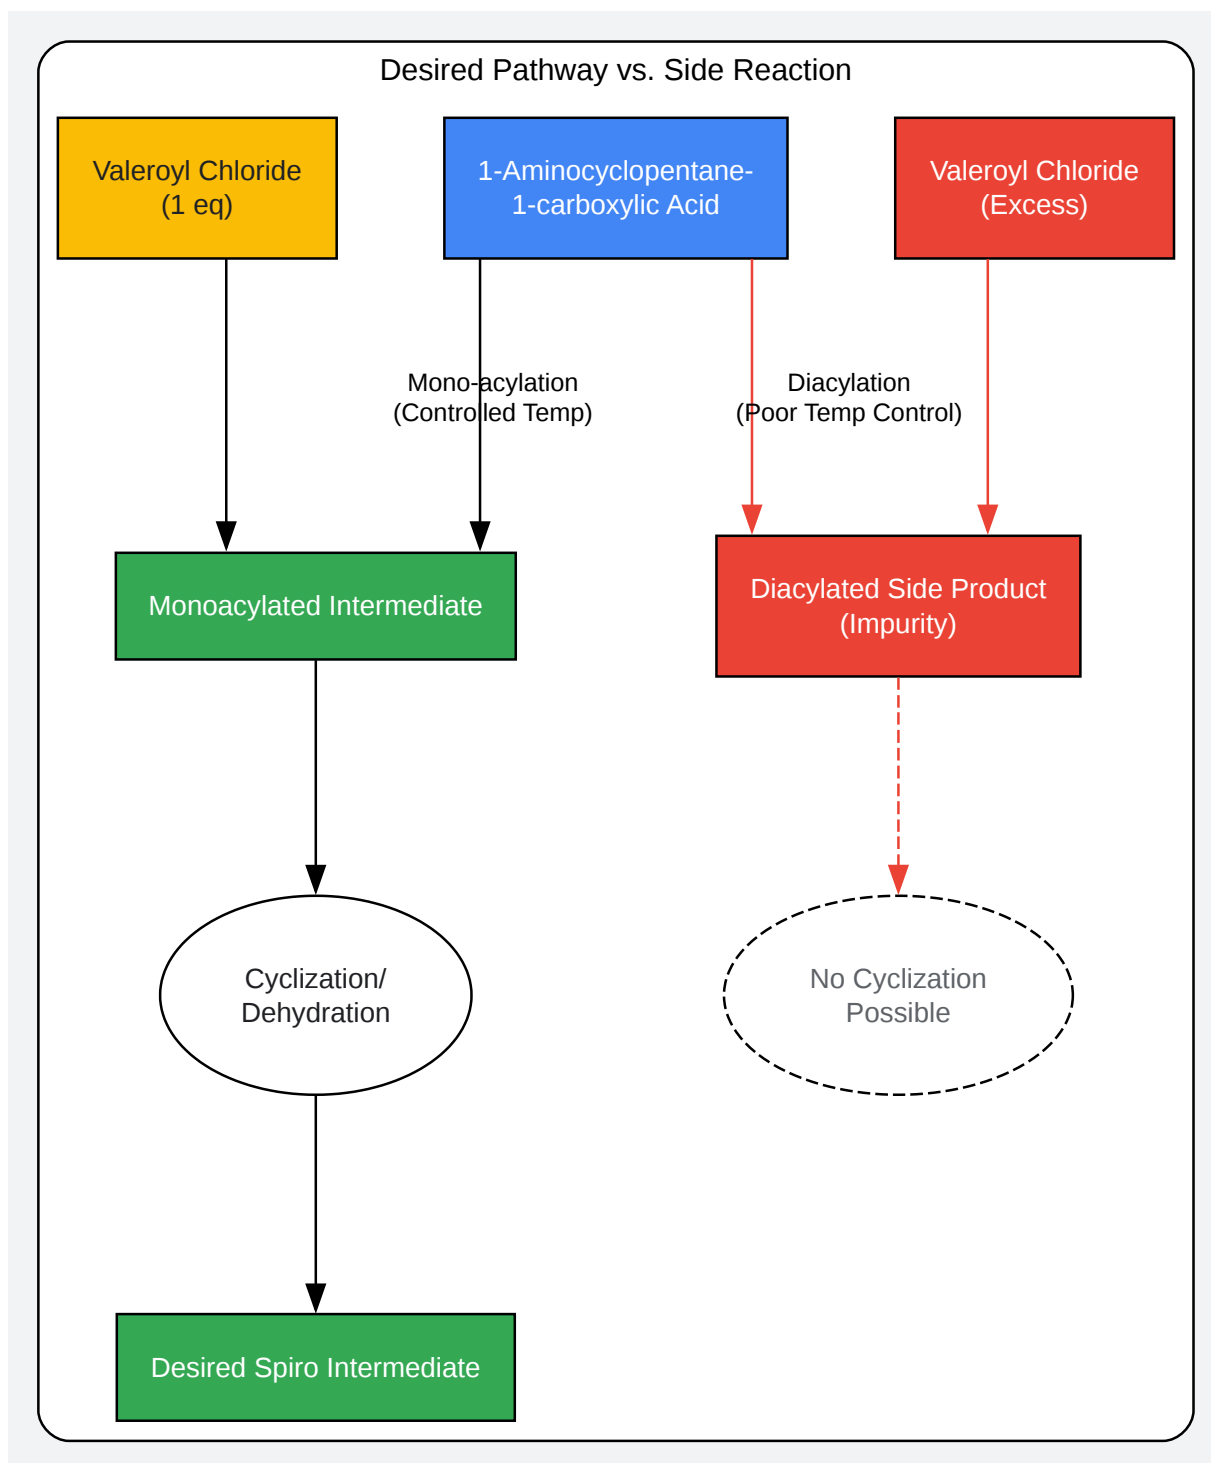 Desired Pathway vs. Side Reaction
Valeroyl Chloride
(1 eq)
1-Aminocyclopentane-
1-carboxylic Acid
Valeroyl Chloride
(Excess)
Mono-acylation
(Controlled Temp)
Diacylation
(Poor Temp Control)
Monoacylated Intermediate
Diacylated Side Product
(Impurity)
Cyclization/
Dehydration
No Cyclization
Possible
Desired Spiro Intermediate